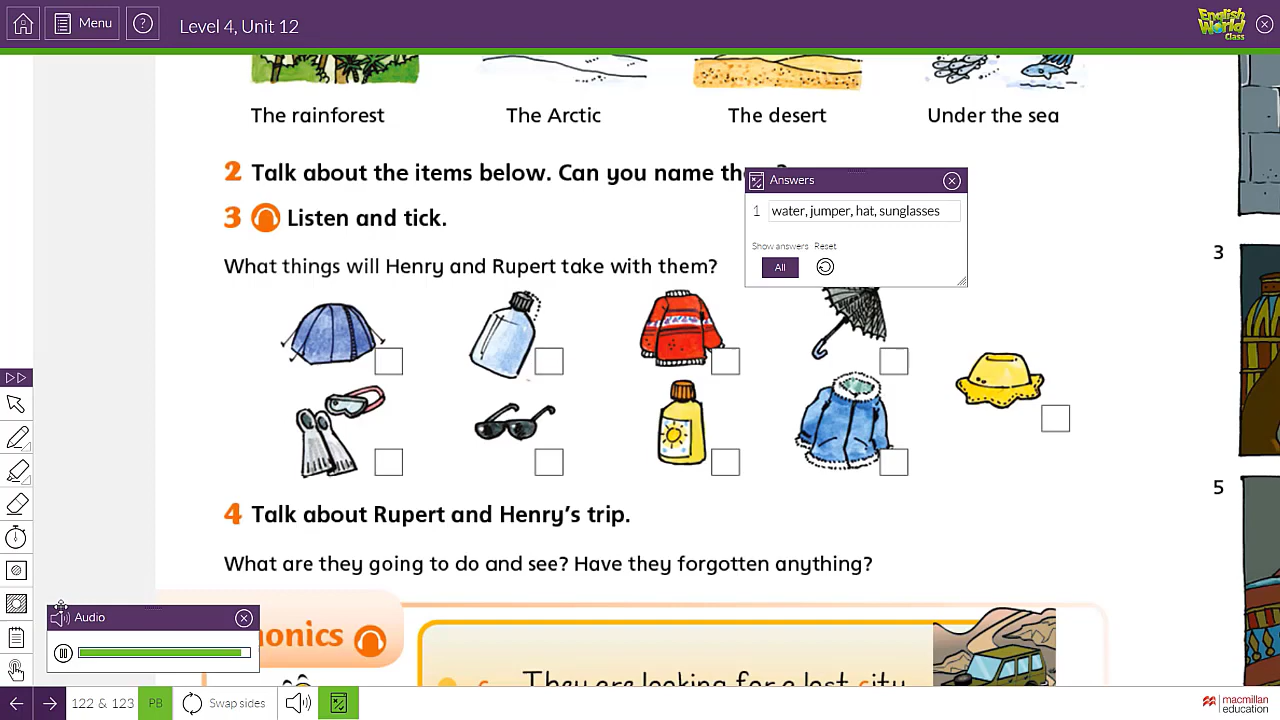 Menu
?
Level 4, Unit 12
English World Class
The rainforest
The Arctic
The desert
Under the sea
2 Talk about the items below. Can you name
Answers
1 water, jumper, hat, sunglasses
Show answers
Reset
All
3 Listen and tick.
What things will Henry and Rupert take with them?
3
4 Talk about Rupert and Henry's trip.
5
What are they going to do and see? Have they forgotten anything?
Audio
honics
They are looking for a lost city
122 & 123
PB
Swap sides
macmillan
education